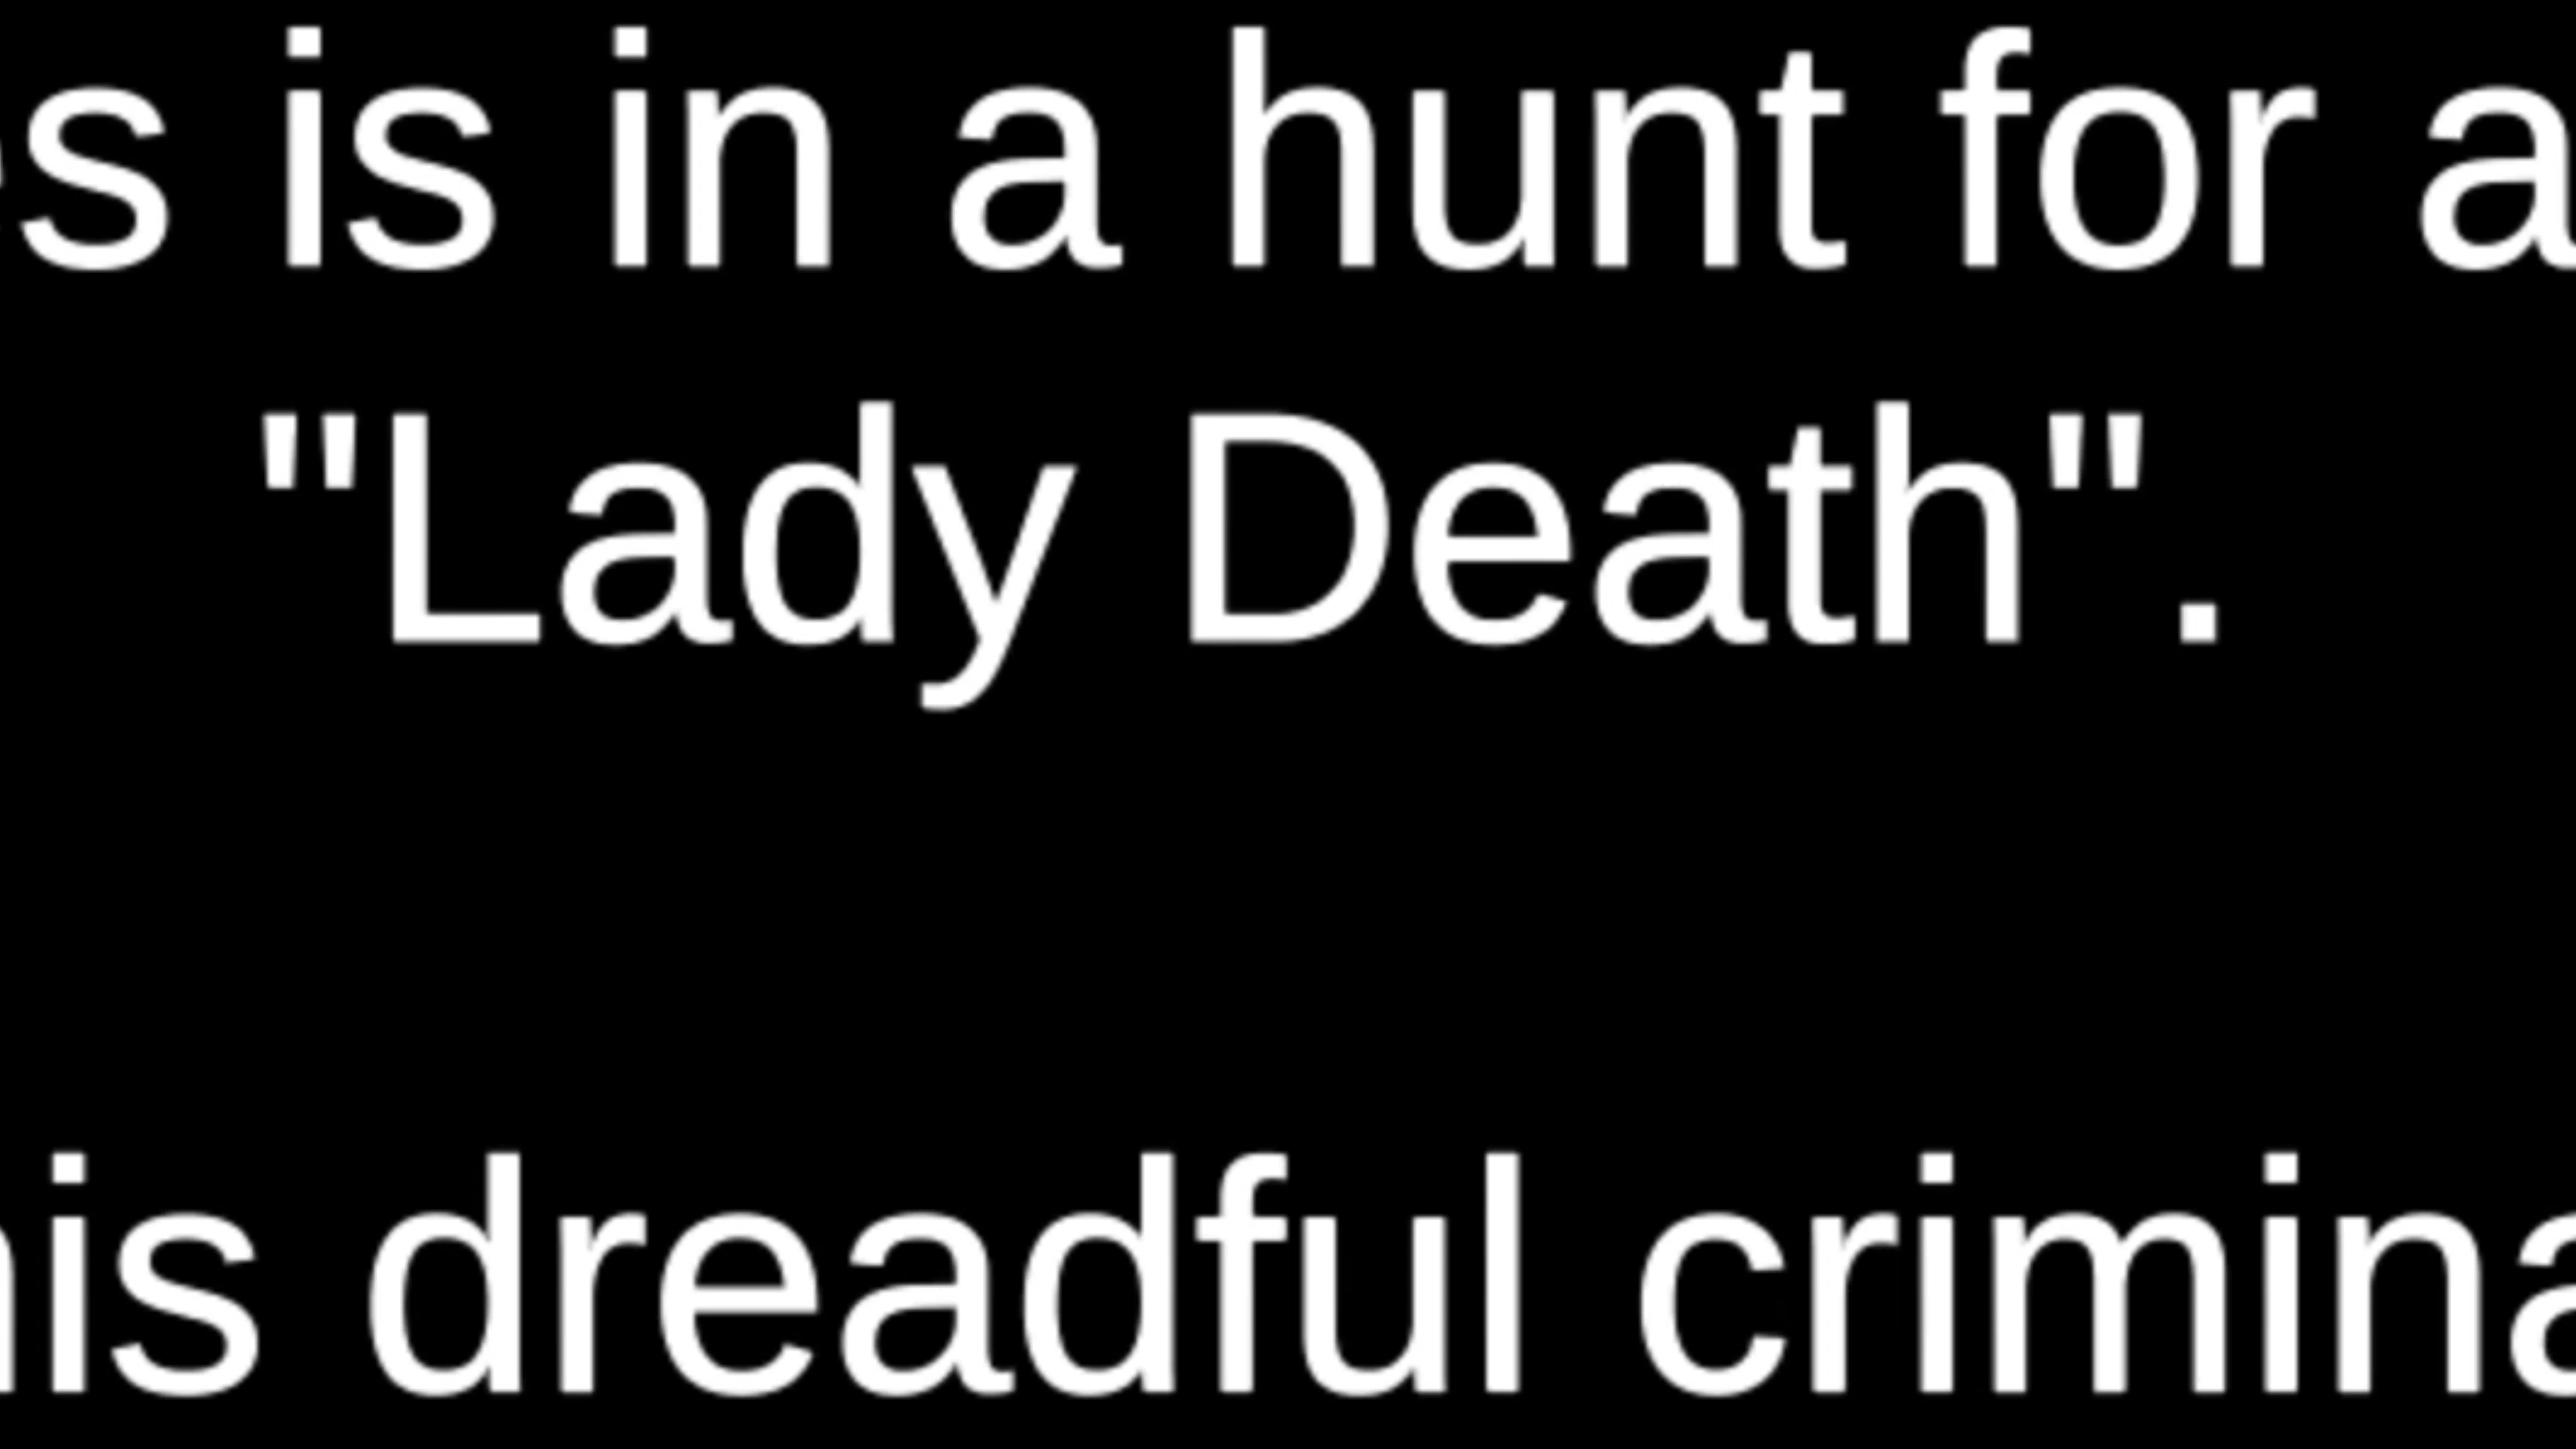 is in a hunt for a
"Lady Death".
dreadful